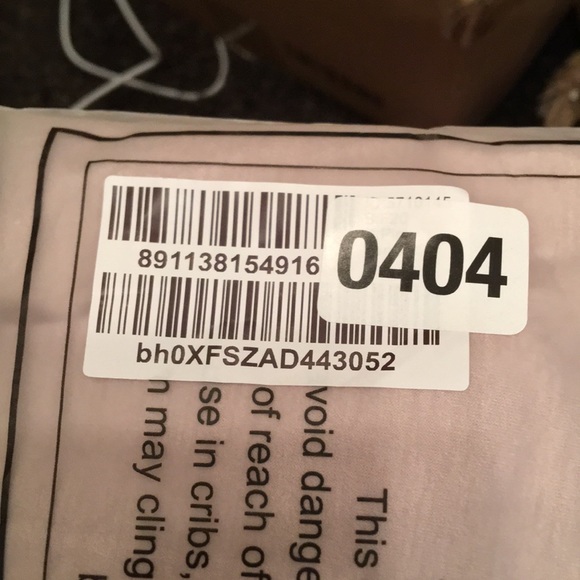 891138154916
0404
bh0XFSZAD443052
This
void dange
of reach of
se in cribs,
n may cling